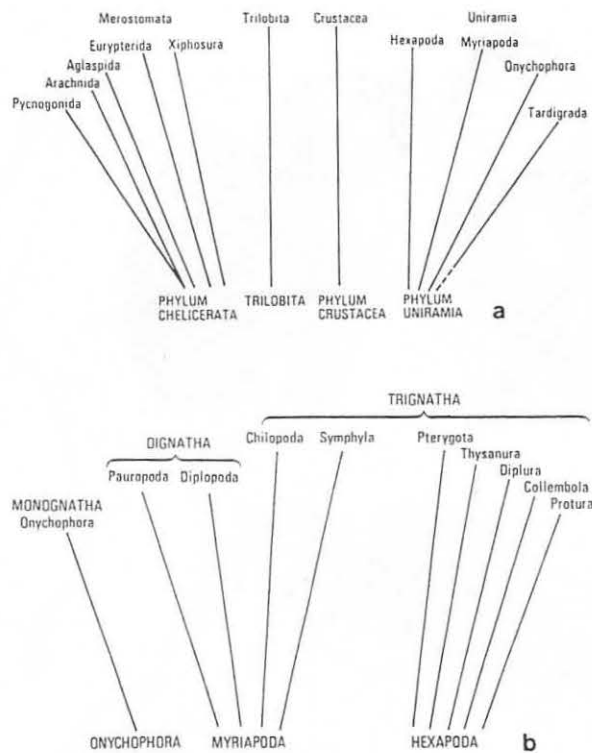 Merostomata Trilobita Crustacea Uniramia
Eurypterida Xiphosura Hexapoda Myriapoda
Aglaspida Onychophora
Arachnida
Pycnogonida Tardigrada
PHYLUM TRILOBITA PHYLUM PHYLUM a
CHELICERATA CRUSTACEA UNIRAMIA
TRIGNATHA
DIGNATHA Chilopoda Symphyla Pterygota
Thysanura
Pauropoda Diplopoda Diplura
Collembola
MONOGNATHA Protura
Onychophora
ONYCHOPHORA MYRIAPODA HEXAPODA b